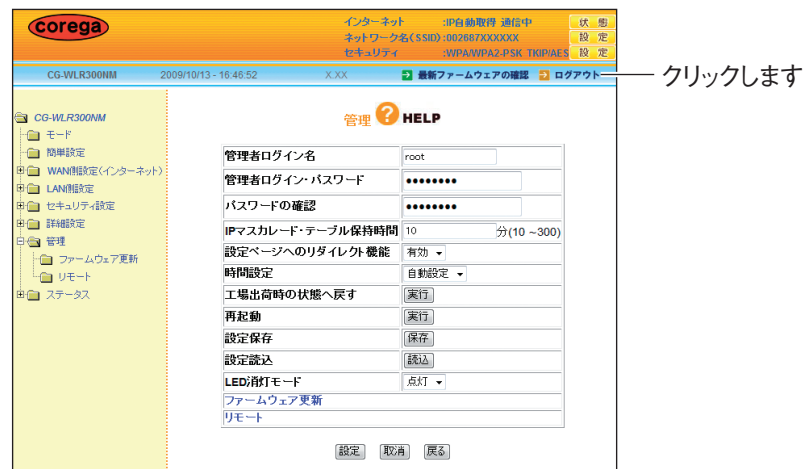 corega
インターネット :IP自動取得 通信中 状 態
ネットワーク名(SSID):002687XXXXXX 設 定
セキュリティ :WPA/WPA2-PSK TKIP/AES 設 定
CG-WLR300NM 2009/10/13 - 16:46:52 X.XX 最新ファームウェアの確認 ログアウト
クリックします
CG-WLR300NM
モード
簡単設定
WAN側設定(インターネット)
LAN側設定
セキュリティ設定
詳細設定
管理
ファームウェア更新
リモート
ステータス
管理 ? HELP
管理者ログイン名 root
管理者ログイン・パスワード ●●●●●●●●
パスワードの確認 ●●●●●●●●
IPマスカレード・テーブル保持時間 10 分(10 ~300)
設定ページへのリダイレクト機能 有効
時間設定 自動設定
工場出荷時の状態へ戻す 実行
再起動 実行
設定保存 保存
設定読込 読込
LED消灯モード 点灯
ファームウェア更新
リモート
設定 取消 戻る